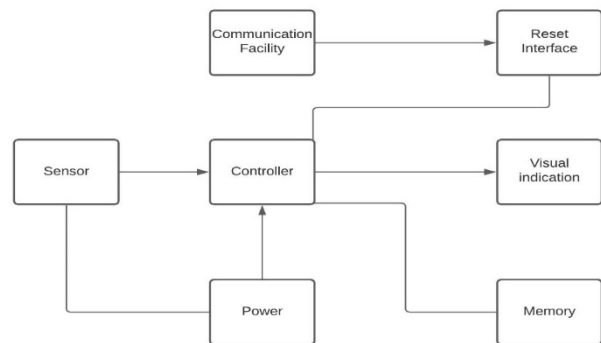 Communication
Facility
Reset
Interface
Sensor
Controller
Visual
indication
Power
Memory